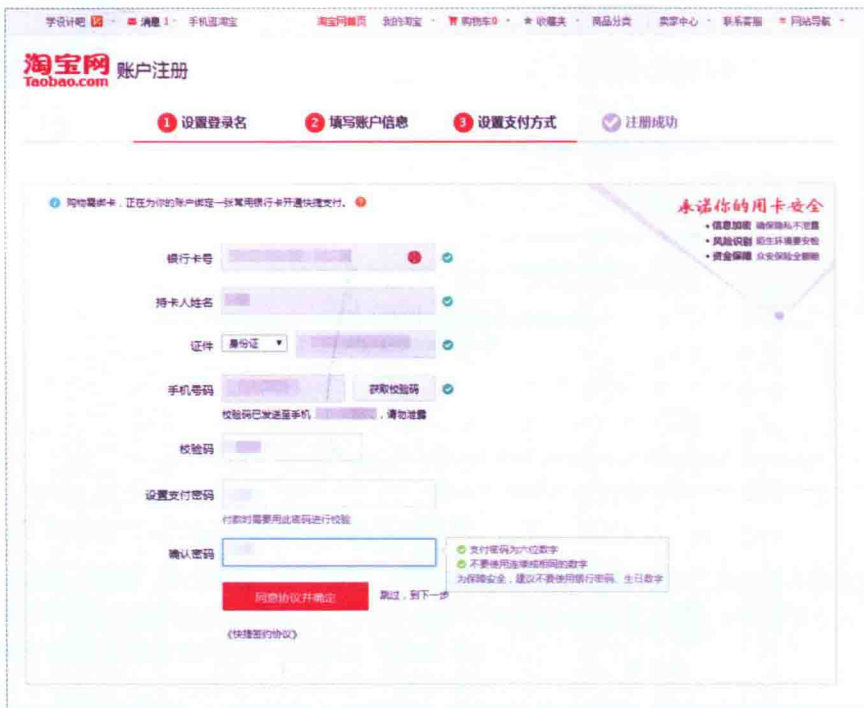 学设计吧 消息 1 手机逛淘宝 淘宝网首页 我的淘宝 购物车0 收藏夹 商品分类 卖家中心 联系客服 网站导航
淘宝网 账户注册
Taobao.com
1 设置登录名 2 填写账户信息 3 设置支付方式 注册成功
购物需绑卡，正在为你的账户绑定一张常用银行卡开通快捷支付。
承诺你的用卡安全
•信息加密 确保隐私不泄露
•风险识别 陌生环境要安检
•资金保障 众安保险全额赔
银行卡号
持卡人姓名
证件 身份证
手机号码 获取校验码
校验码已发送至手机 ，请勿泄露
校验码
设置支付密码
付款时需要用此密码进行校验
确认密码
支付密码为六位数字
不要使用连续或相同的数字
为保障安全，建议不要使用银行密码、生日数字
同意协议并确定 跳过，到下一步
《快捷签约协议》